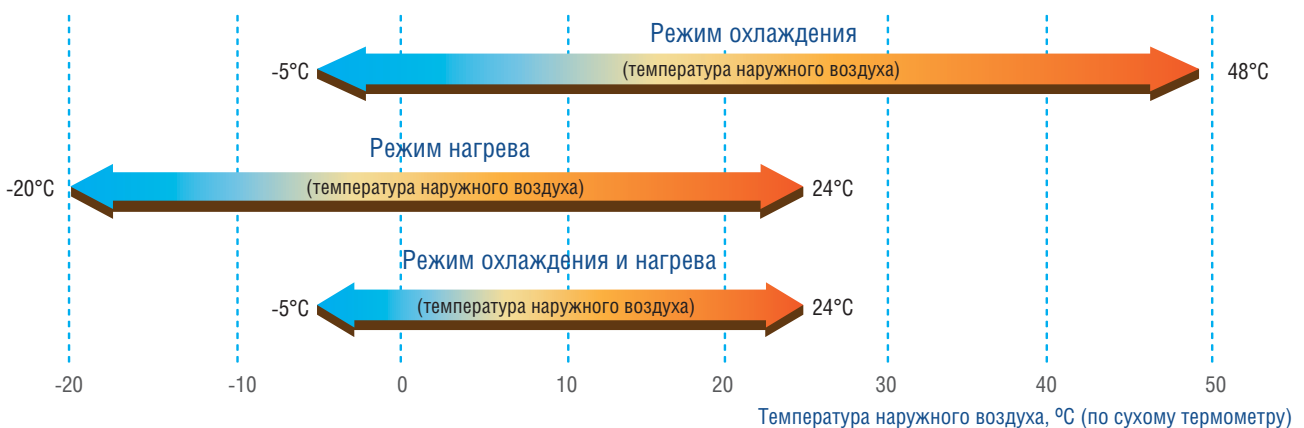 Режим охлаждения
-5°C
(температура наружного воздуха)
48°C
Режим нагрева
-20°C
(температура наружного воздуха)
24°C
Режим охлаждения и нагрева
-5°C
(температура наружного воздуха)
24°C
-20 -10 0 10 20 30 40 50
Температура наружного воздуха, ºС (по сухому термометру)